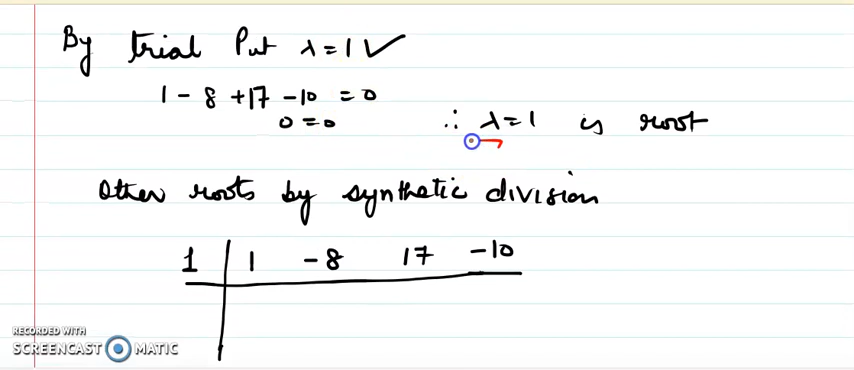 By trial Put λ=1 ✓
1 - 8 + 17 - 10 = 0
0 = 0
∴ λ=1 is root
Other roots by synthetic division
1 | 1 -8 17 -10
RECORDED WITH
SCREENCAST MATIC